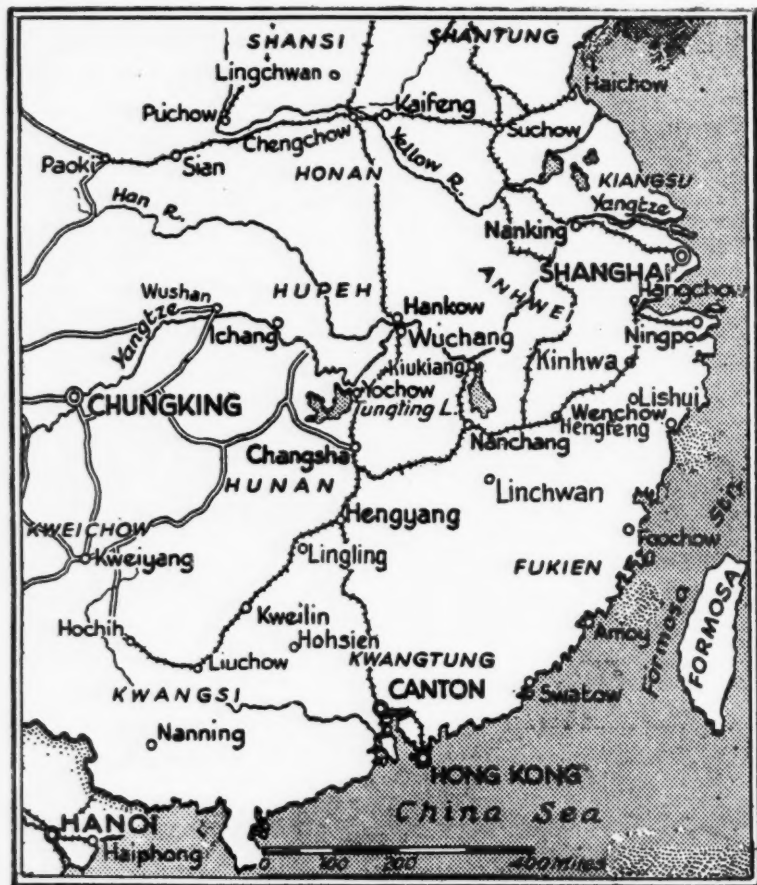 SHANSI
SHANTUNG
Lingchwan
Haichow
Puchow
Kaifeng
Chengchow
Suchow
Paoki
Sian
Yellow R.
HONAN
KIANGSU
Han R.
Yangtze
Nanking
SHANGHAI
ANHWEI
Wushan
HUPEH
Hangchow
Hankow
Yangtze
Ichang
Wuchang
Ningpo
Kiukiang
Kinhwa
Yochow
CHUNGKING
Tungting L.
Lishui
Wenchow
Hengfeng
Nanchang
Changsha
HUNAN
Linchwan
Hengyang
KWEICHOW
Foochow
Lingling
Kweiyang
FUKIEN
Kweilin
Hochih
Hohsien
Amoy
Formosa Sea
FORMOSA
Liuchow
KWANGTUNG
KWANGSI
CANTON
Swatow
Nanning
HONG KONG
China Sea
HANOI
Haiphong
0 100 200 400 Miles